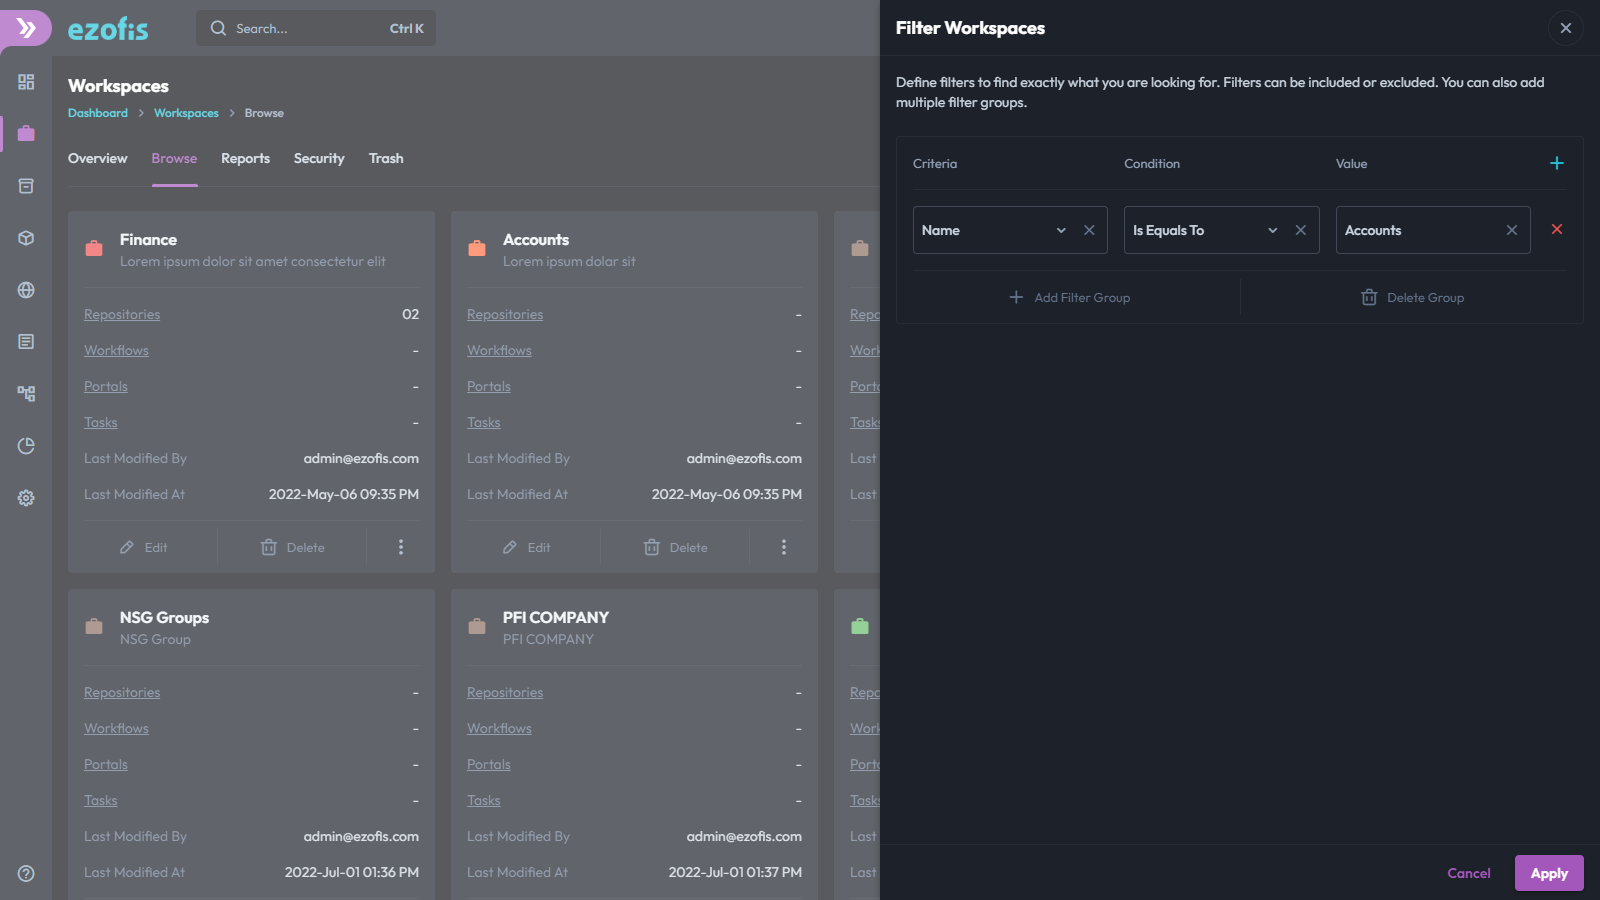 ezofis
Search...
Ctrl K
Workspaces
Dashboard
Workspaces
Browse
Overview
Browse
Reports
Security
Trash
Finance
Lorem ipsum dolor sit amet consectetur elit
Repositories
02
Workflows
-
Portals
-
Tasks
-
Last Modified By
admin@ezofis.com
Last Modified At
2022-May-06 09:35 PM
Edit
Delete
Accounts
Lorem ipsum dolar sit
Repositories
-
Workflows
-
Portals
-
Tasks
-
Last Modified By
admin@ezofis.com
Last Modified At
2022-May-06 09:35 PM
Edit
Delete
Repo
Work
Porta
Tasks
Last
Last
NSG Groups
NSG Group
Repositories
-
Workflows
-
Portals
-
Tasks
-
Last Modified By
admin@ezofis.com
Last Modified At
2022-Jul-01 01:36 PM
PFI COMPANY
PFI COMPANY
Repositories
-
Workflows
-
Portals
-
Tasks
-
Last Modified By
admin@ezofis.com
Last Modified At
2022-Jul-01 01:37 PM
Repo
Work
Porta
Tasks
Last
Last
Filter Workspaces
Define filters to find exactly what you are looking for. Filters can be included or excluded. You can also add
multiple filter groups.
Criteria
Condition
Value
Name
Is Equals To
Accounts
Add Filter Group
Delete Group
Cancel
Apply